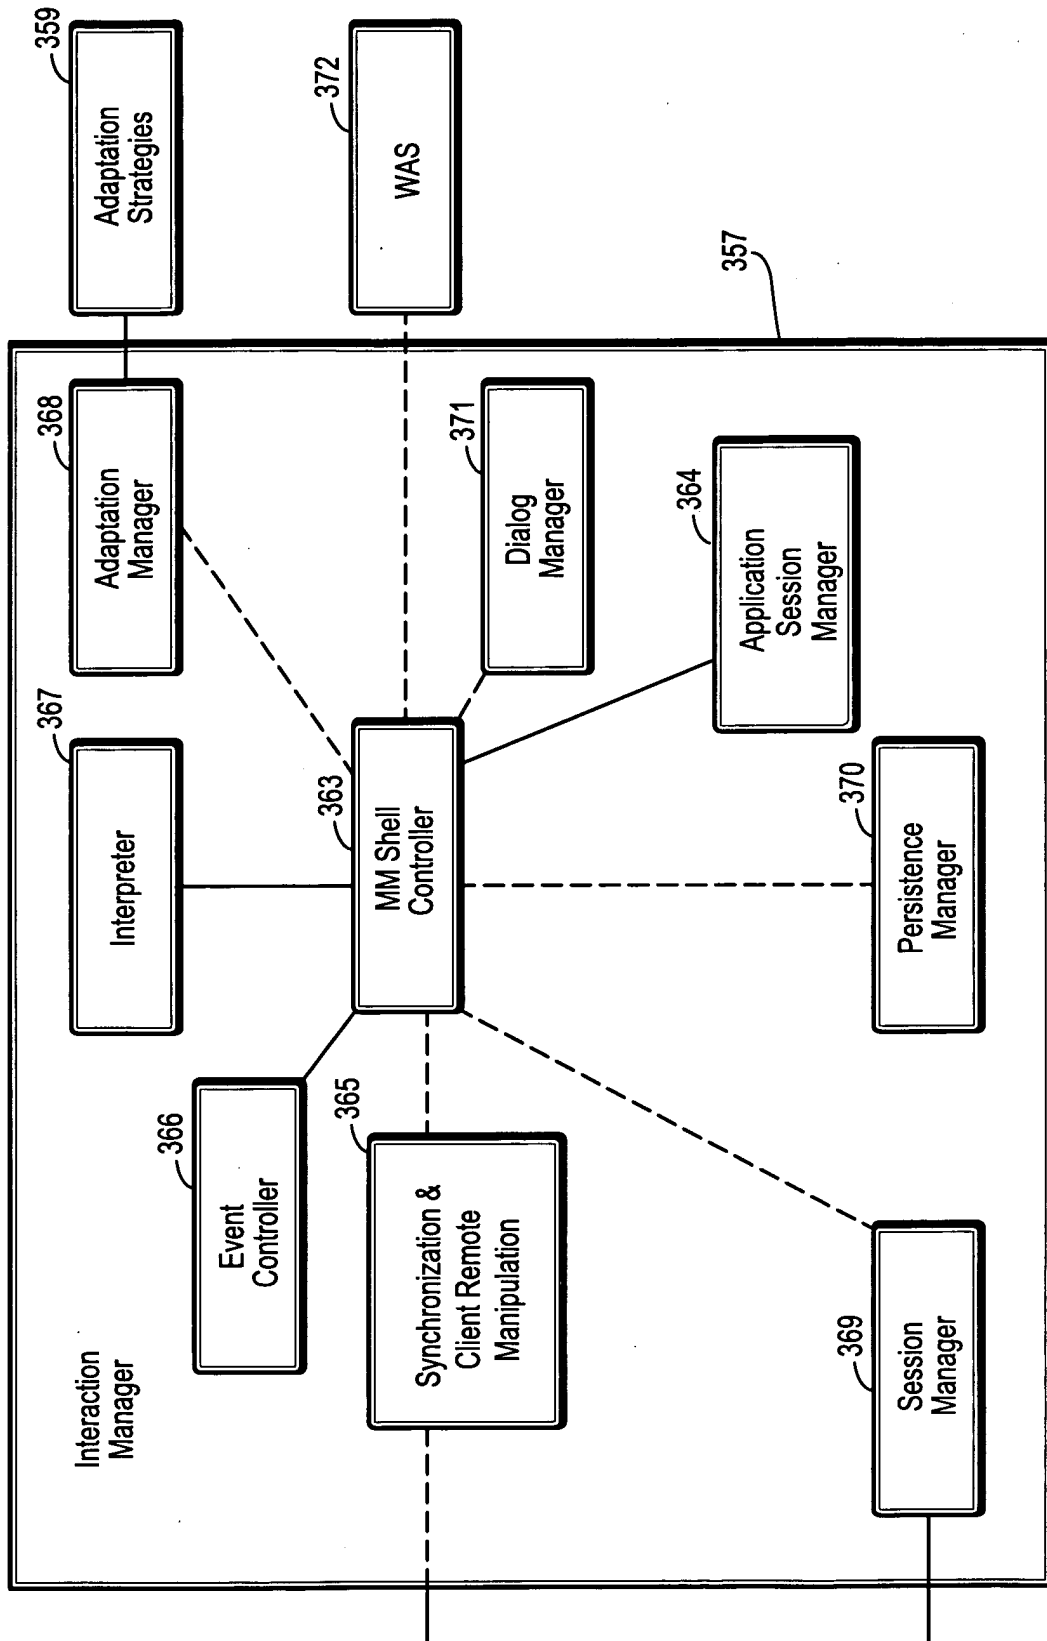 Interaction
Manager
Event
Controller
366
Interpreter
367
Adaptation
Manager
368
Adaptation
Strategies
359
Synchronization &
Client Remote
Manipulation
365
MM Shell
Controller
363
WAS
372
Dialog
Manager
371
Application
Session
Manager
364
357
Session
Manager
369
Persistence
Manager
370